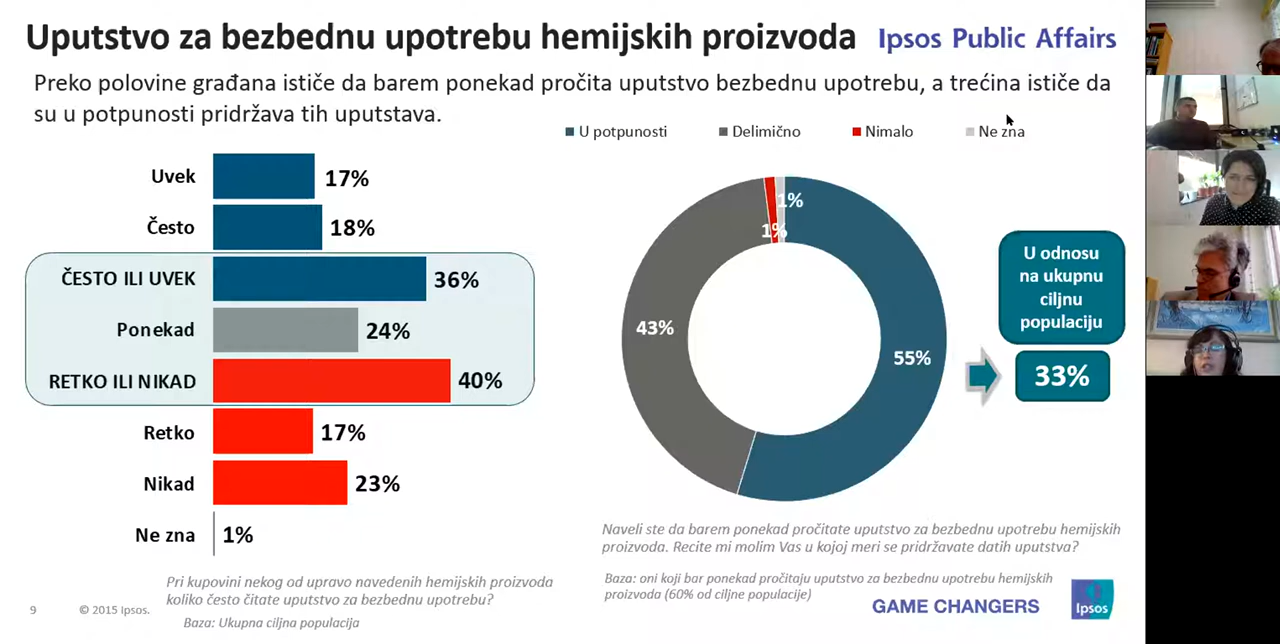 Uputstvo za bezbednu upotrebu hemijskih proizvoda
Ipsos Public Affairs
Preko polovine građana ističe da barem ponekad pročita uputstvo bezbednu upotrebu, a trećina ističe da
su u potpunosti pridržava tih uputstava.
U potpunosti
Delimično
Nimalo
Ne zna
Uvek
17%
Često
18%
ČESTO ILI UVEK
36%
Ponekad
24%
RETKO ILI NIKAD
40%
Retko
17%
Nikad
23%
Ne zna
1%
1%
1%
43%
55%
U odnosu
na ukupnu
ciljnu
populaciju
33%
Pri kupovini nekog od upravo navedenih hemijskih proizvoda
koliko često čitate uputstvo za bezbednu upotrebu?
Baza: Ukupna ciljna populacija
Naveli ste da barem ponekad pročitate uputstvo za bezbednu upotrebu hemijskih
proizvoda. Recite mi molim Vas u kojoj meri se pridržavate datih uputstva?
Baza: oni koji bar ponekad pročitaju uputstvo za bezbednu upotrebu hemijskih
proizvoda (60% od ciljne populacije)
9
© 2015 Ipsos.
GAME CHANGERS
Ipsos